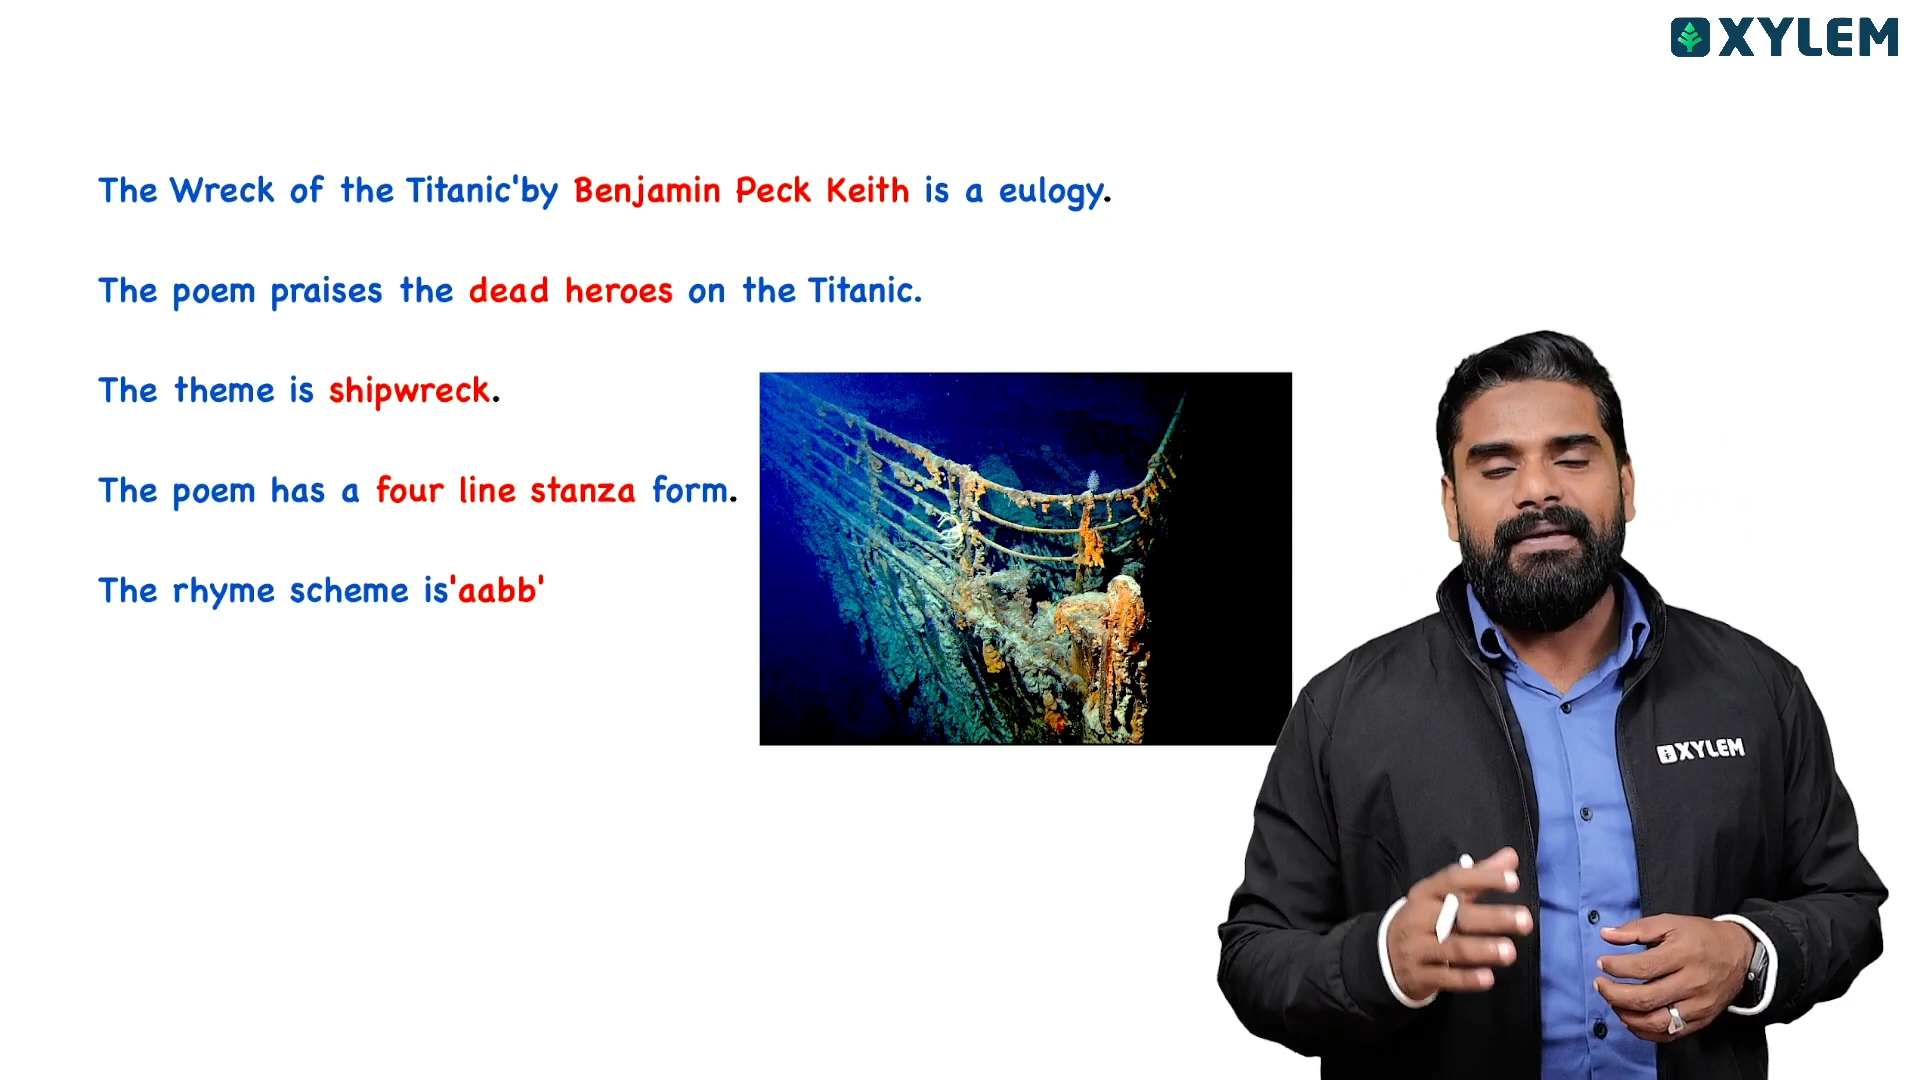 XYLEM
The Wreck of the Titanic'by Benjamin Peck Keith is a eulogy.
The poem praises the dead heroes on the Titanic.
The theme is shipwreck.
The poem has a four line stanza form.
The rhyme scheme is'aabb'
XYLEM